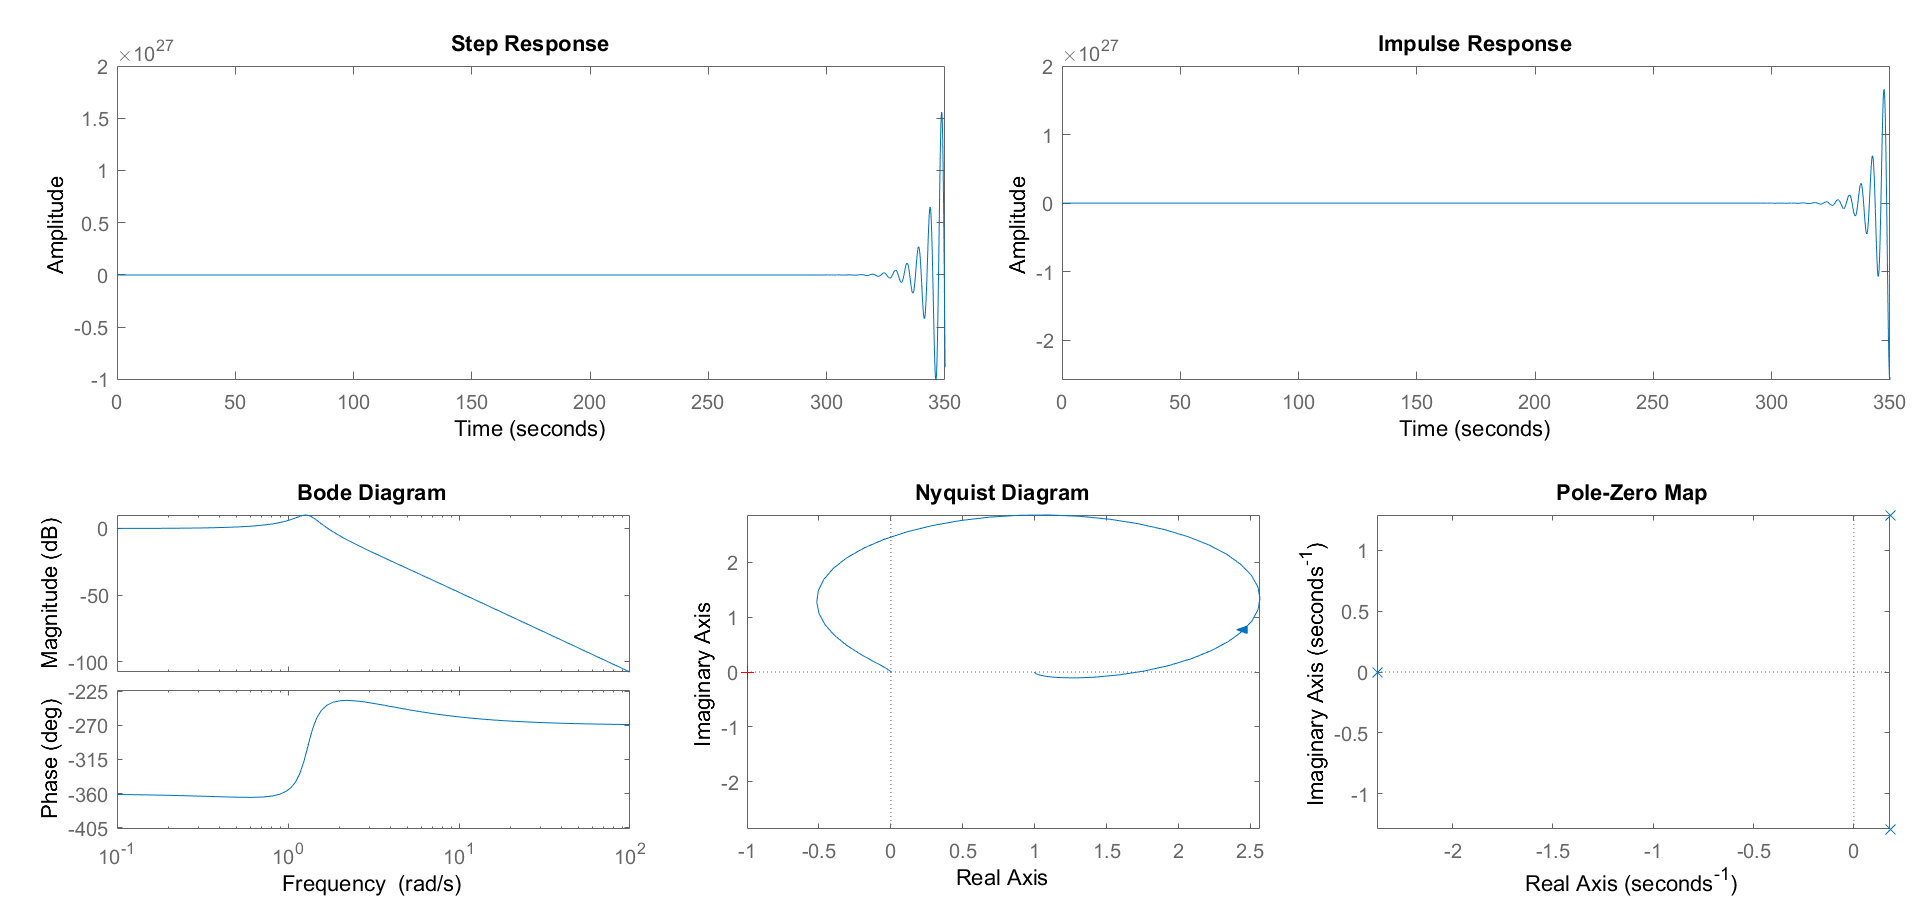 Step Response
×10^27
2
1.5
1
0.5
0
-0.5
-1
Amplitude
0 50 100 150 200 250 300 350
Time (seconds)
Impulse Response
×10^27
2
1
0
-1
-2
Amplitude
0 50 100 150 200 250 300 350
Time (seconds)
Bode Diagram
Magnitude (dB)
0
-50
-100
Phase (deg)
-225
-270
-315
-360
-405
10^-1 10^0 10^1 10^2
Frequency (rad/s)
Nyquist Diagram
Imaginary Axis
2
1
0
-1
-2
-1 -0.5 0 0.5 1 1.5 2 2.5
Real Axis
Pole-Zero Map
Imaginary Axis (seconds^-1)
1
0.5
0
-0.5
-1
-2 -1.5 -1 -0.5 0
Real Axis (seconds^-1)